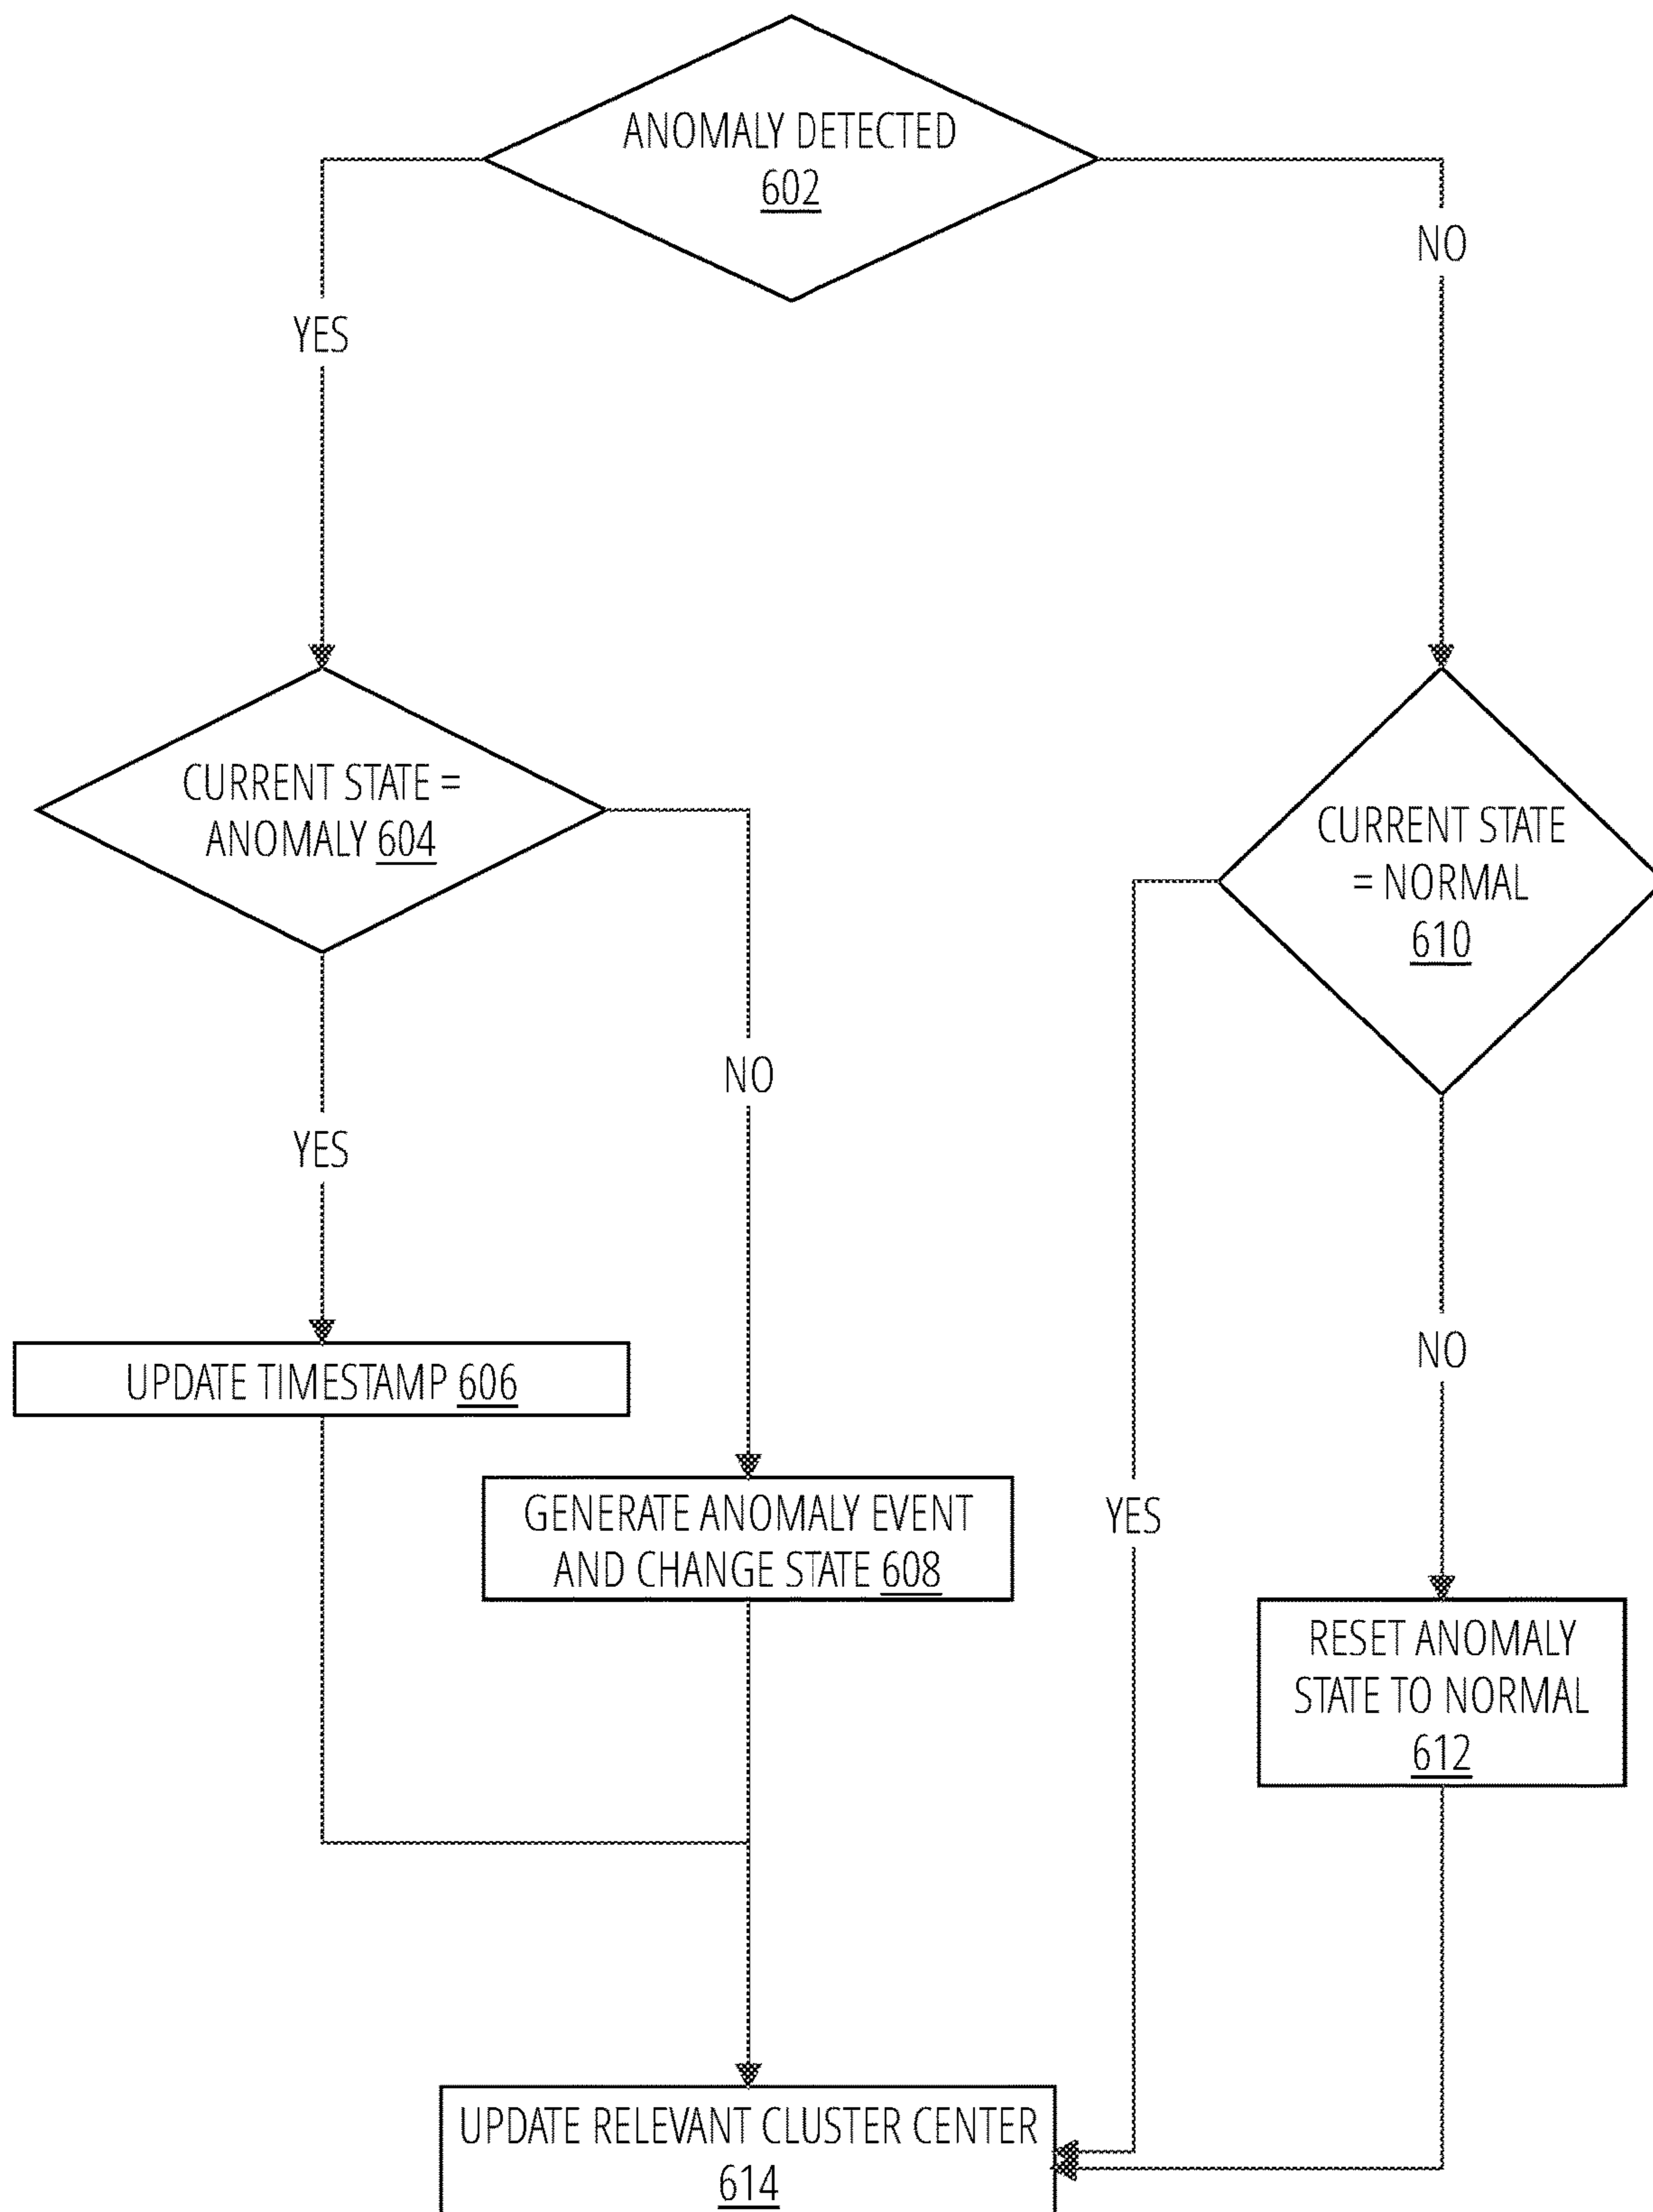 ANOMALY DETECTED
602
NO
YES
CURRENT STATE =
ANOMALY 604
CURRENT STATE
= NORMAL
610
NO
YES
NO
UPDATE TIMESTAMP 606
GENERATE ANOMALY EVENT
AND CHANGE STATE 608
YES
RESET ANOMALY
STATE TO NORMAL
612
UPDATE RELEVANT CLUSTER CENTER
614